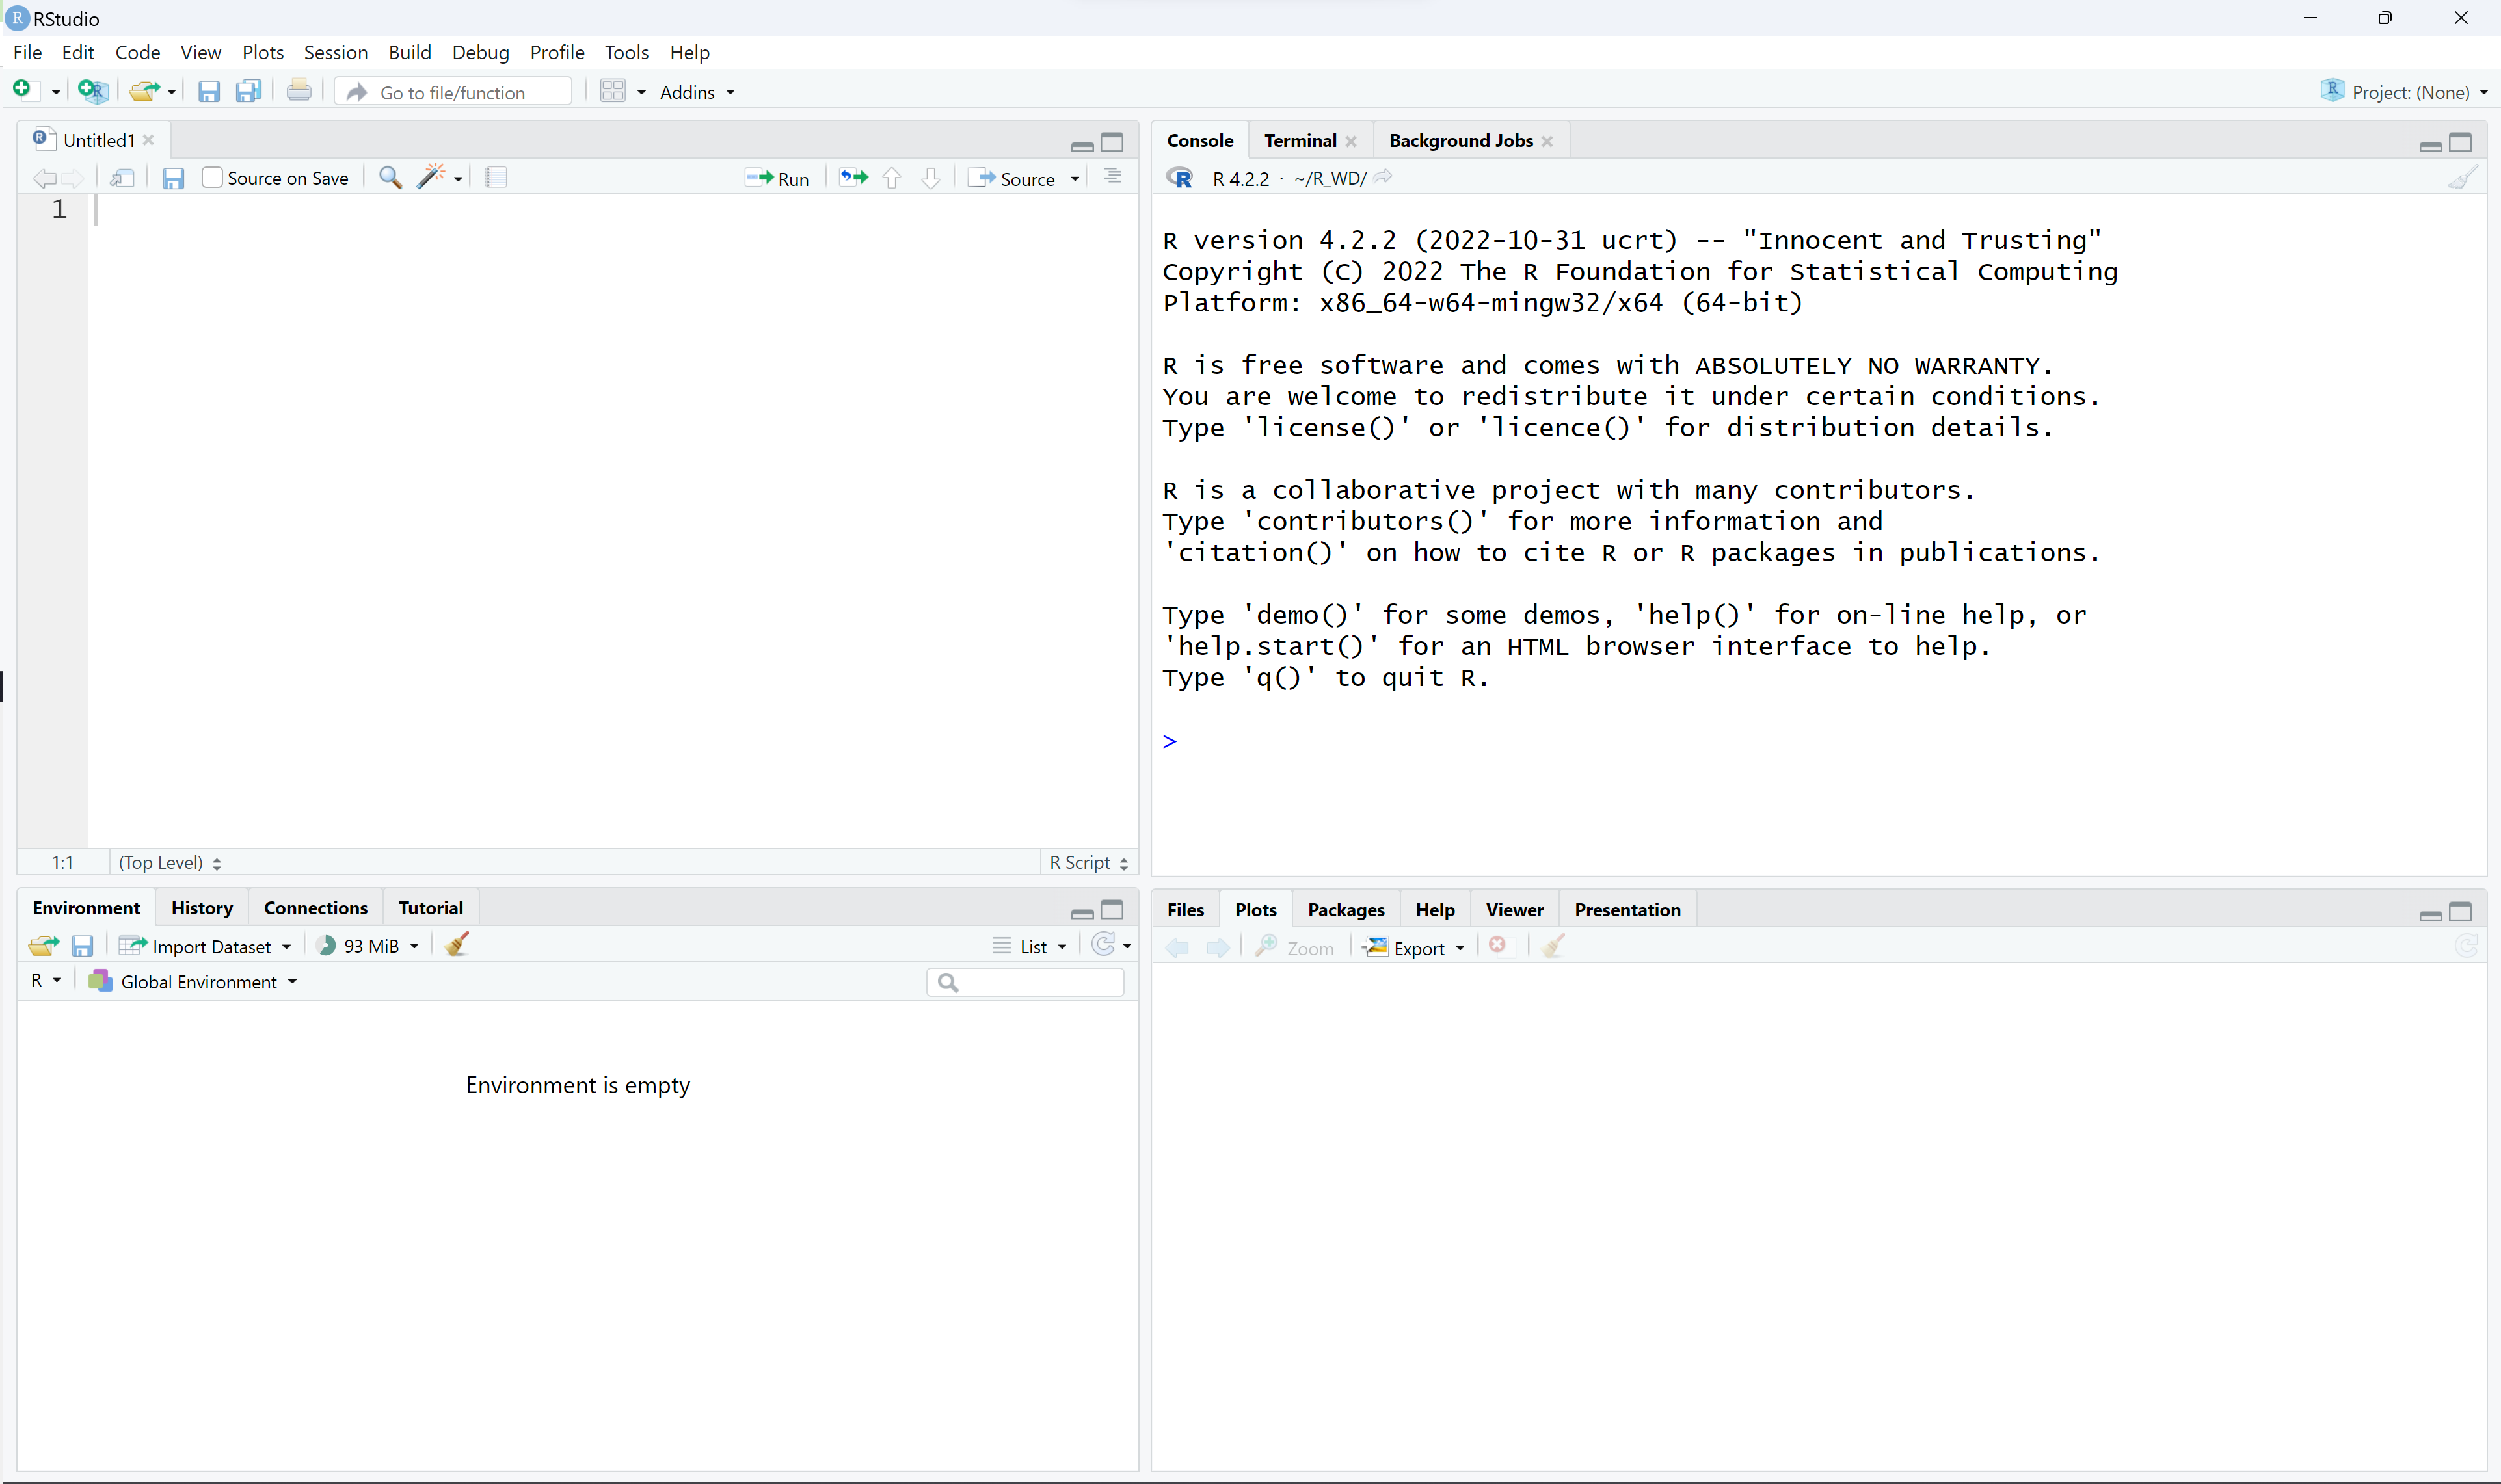 RStudio
File Edit Code View Plots Session Build Debug Profile Tools Help
Go to file/function Addins Project: (None)
Untitled1
Source on Save Run Source
1
1:1 (Top Level) R Script
Console Terminal Background Jobs
R 4.2.2 · ~/R_WD/
R version 4.2.2 (2022-10-31 ucrt) -- "Innocent and Trusting"
Copyright (C) 2022 The R Foundation for Statistical Computing
Platform: x86_64-w64-mingw32/x64 (64-bit)
R is free software and comes with ABSOLUTELY NO WARRANTY.
You are welcome to redistribute it under certain conditions.
Type 'license()' or 'licence()' for distribution details.
R is a collaborative project with many contributors.
Type 'contributors()' for more information and
'citation()' on how to cite R or R packages in publications.
Type 'demo()' for some demos, 'help()' for on-line help, or
'help.start()' for an HTML browser interface to help.
Type 'q()' to quit R.
>
Environment History Connections Tutorial
Import Dataset 93 MiB List
R Global Environment
Environment is empty
Files Plots Packages Help Viewer Presentation
Zoom Export